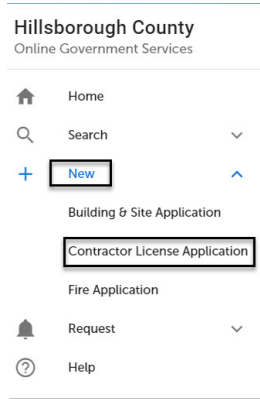 Hillsborough County
Online Government Services
Home
Search
New
Building & Site Application
Contractor License Application
Fire Application
Request
Help